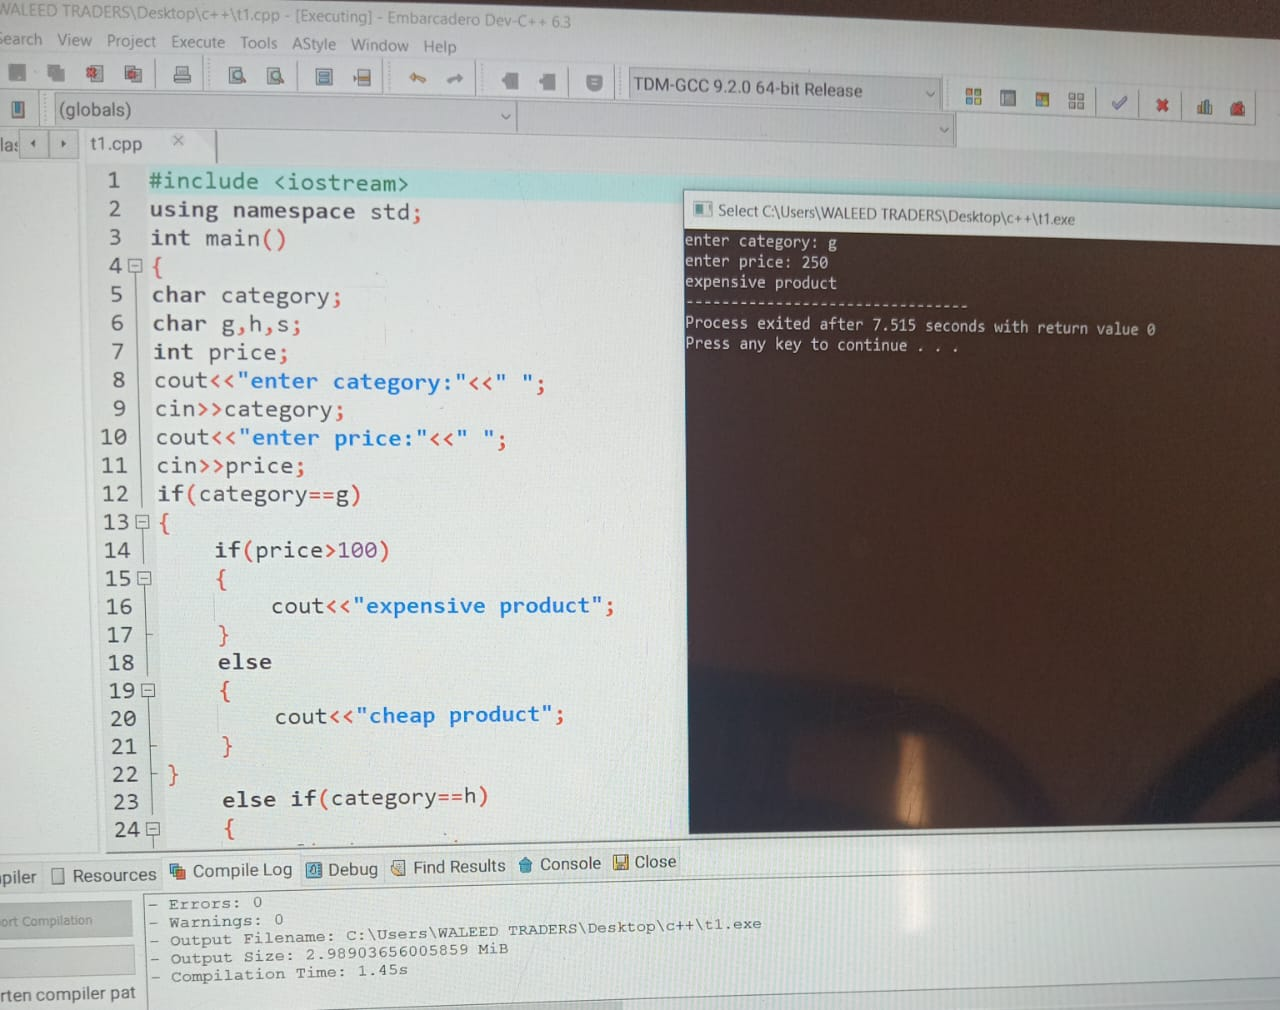 WALEED TRADERS\Desktop\c++\t1.cpp - [Executing] - Embarcadero Dev-C++ 6.3
Search View Project Execute Tools AStyle Window Help
TDM-GCC 9.2.0 64-bit Release
(globals)
t1.cpp
1 #include <iostream>
2 using namespace std;
3 int main()
4 {
5 char category;
6 char g,h,s;
7 int price;
8 cout<<"enter category:"<<" ";
9 cin>>category;
10 cout<<"enter price:"<<" ";
11 cin>>price;
12 if(category==g)
13 {
14 if(price>100)
15 {
16 cout<<"expensive product";
17 }
18 else
19 {
20 cout<<"cheap product";
21 }
22 }
23 else if(category==h)
24 {
Select C:\Users\WALEED TRADERS\Desktop\c++\t1.exe
enter category: g
enter price: 250
expensive product
--------------------------------
Process exited after 7.515 seconds with return value 0
Press any key to continue . . .
piler Resources Compile Log Debug Find Results Console Close
ort Compilation
rten compiler pat
- Errors: 0
- Warnings: 0
- Output Filename: C:\Users\WALEED TRADERS\Desktop\c++\t1.exe
- Output Size: 2.98903656005859 MiB
- Compilation Time: 1.45s